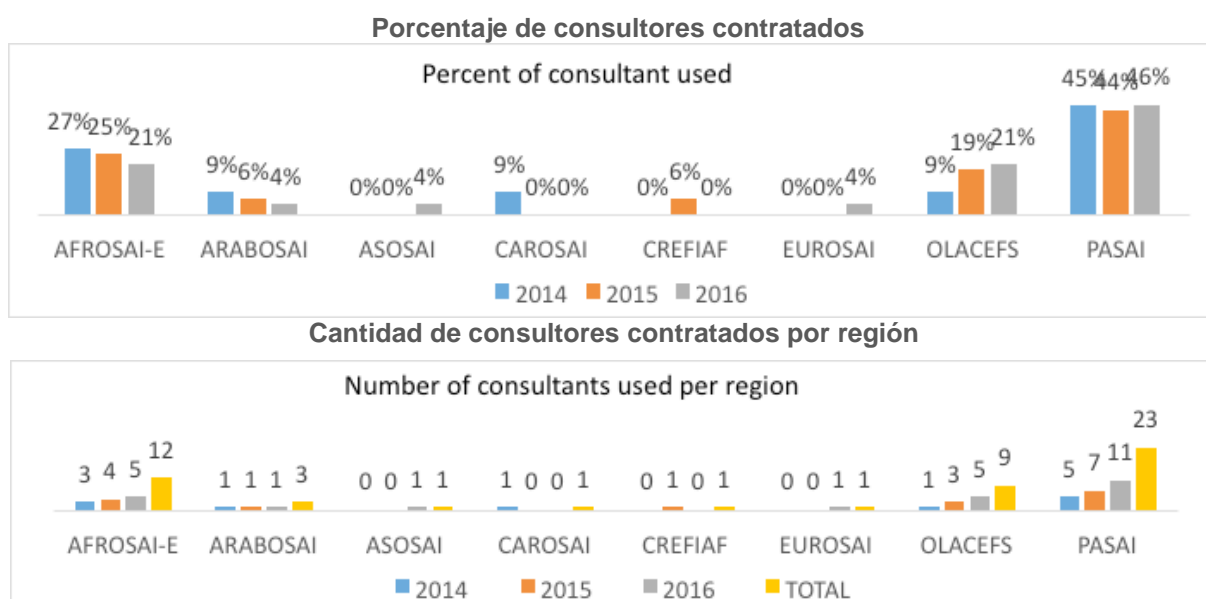 Porcentaje de consultores contratados
Percent of consultant used
27% 25% 21% 9% 6% 4% 0% 0% 4% 9% 0% 0% 0% 6% 0% 0% 0% 4% 9% 19% 21% 45% 44% 46%
AFROSAI-E ARABOSAI ASOSAI CAROSAI CREFIAF EUROSAI OLACEFS PASAI
2014 2015 2016
Cantidad de consultores contratados por región
Number of consultants used per region
3 4 5 12 1 1 1 3 0 0 1 1 1 0 0 1 0 1 0 1 0 0 1 1 1 3 5 9 5 7 11 23
AFROSAI-E ARABOSAI ASOSAI CAROSAI CREFIAF EUROSAI OLACEFS PASAI
2014 2015 2016 TOTAL